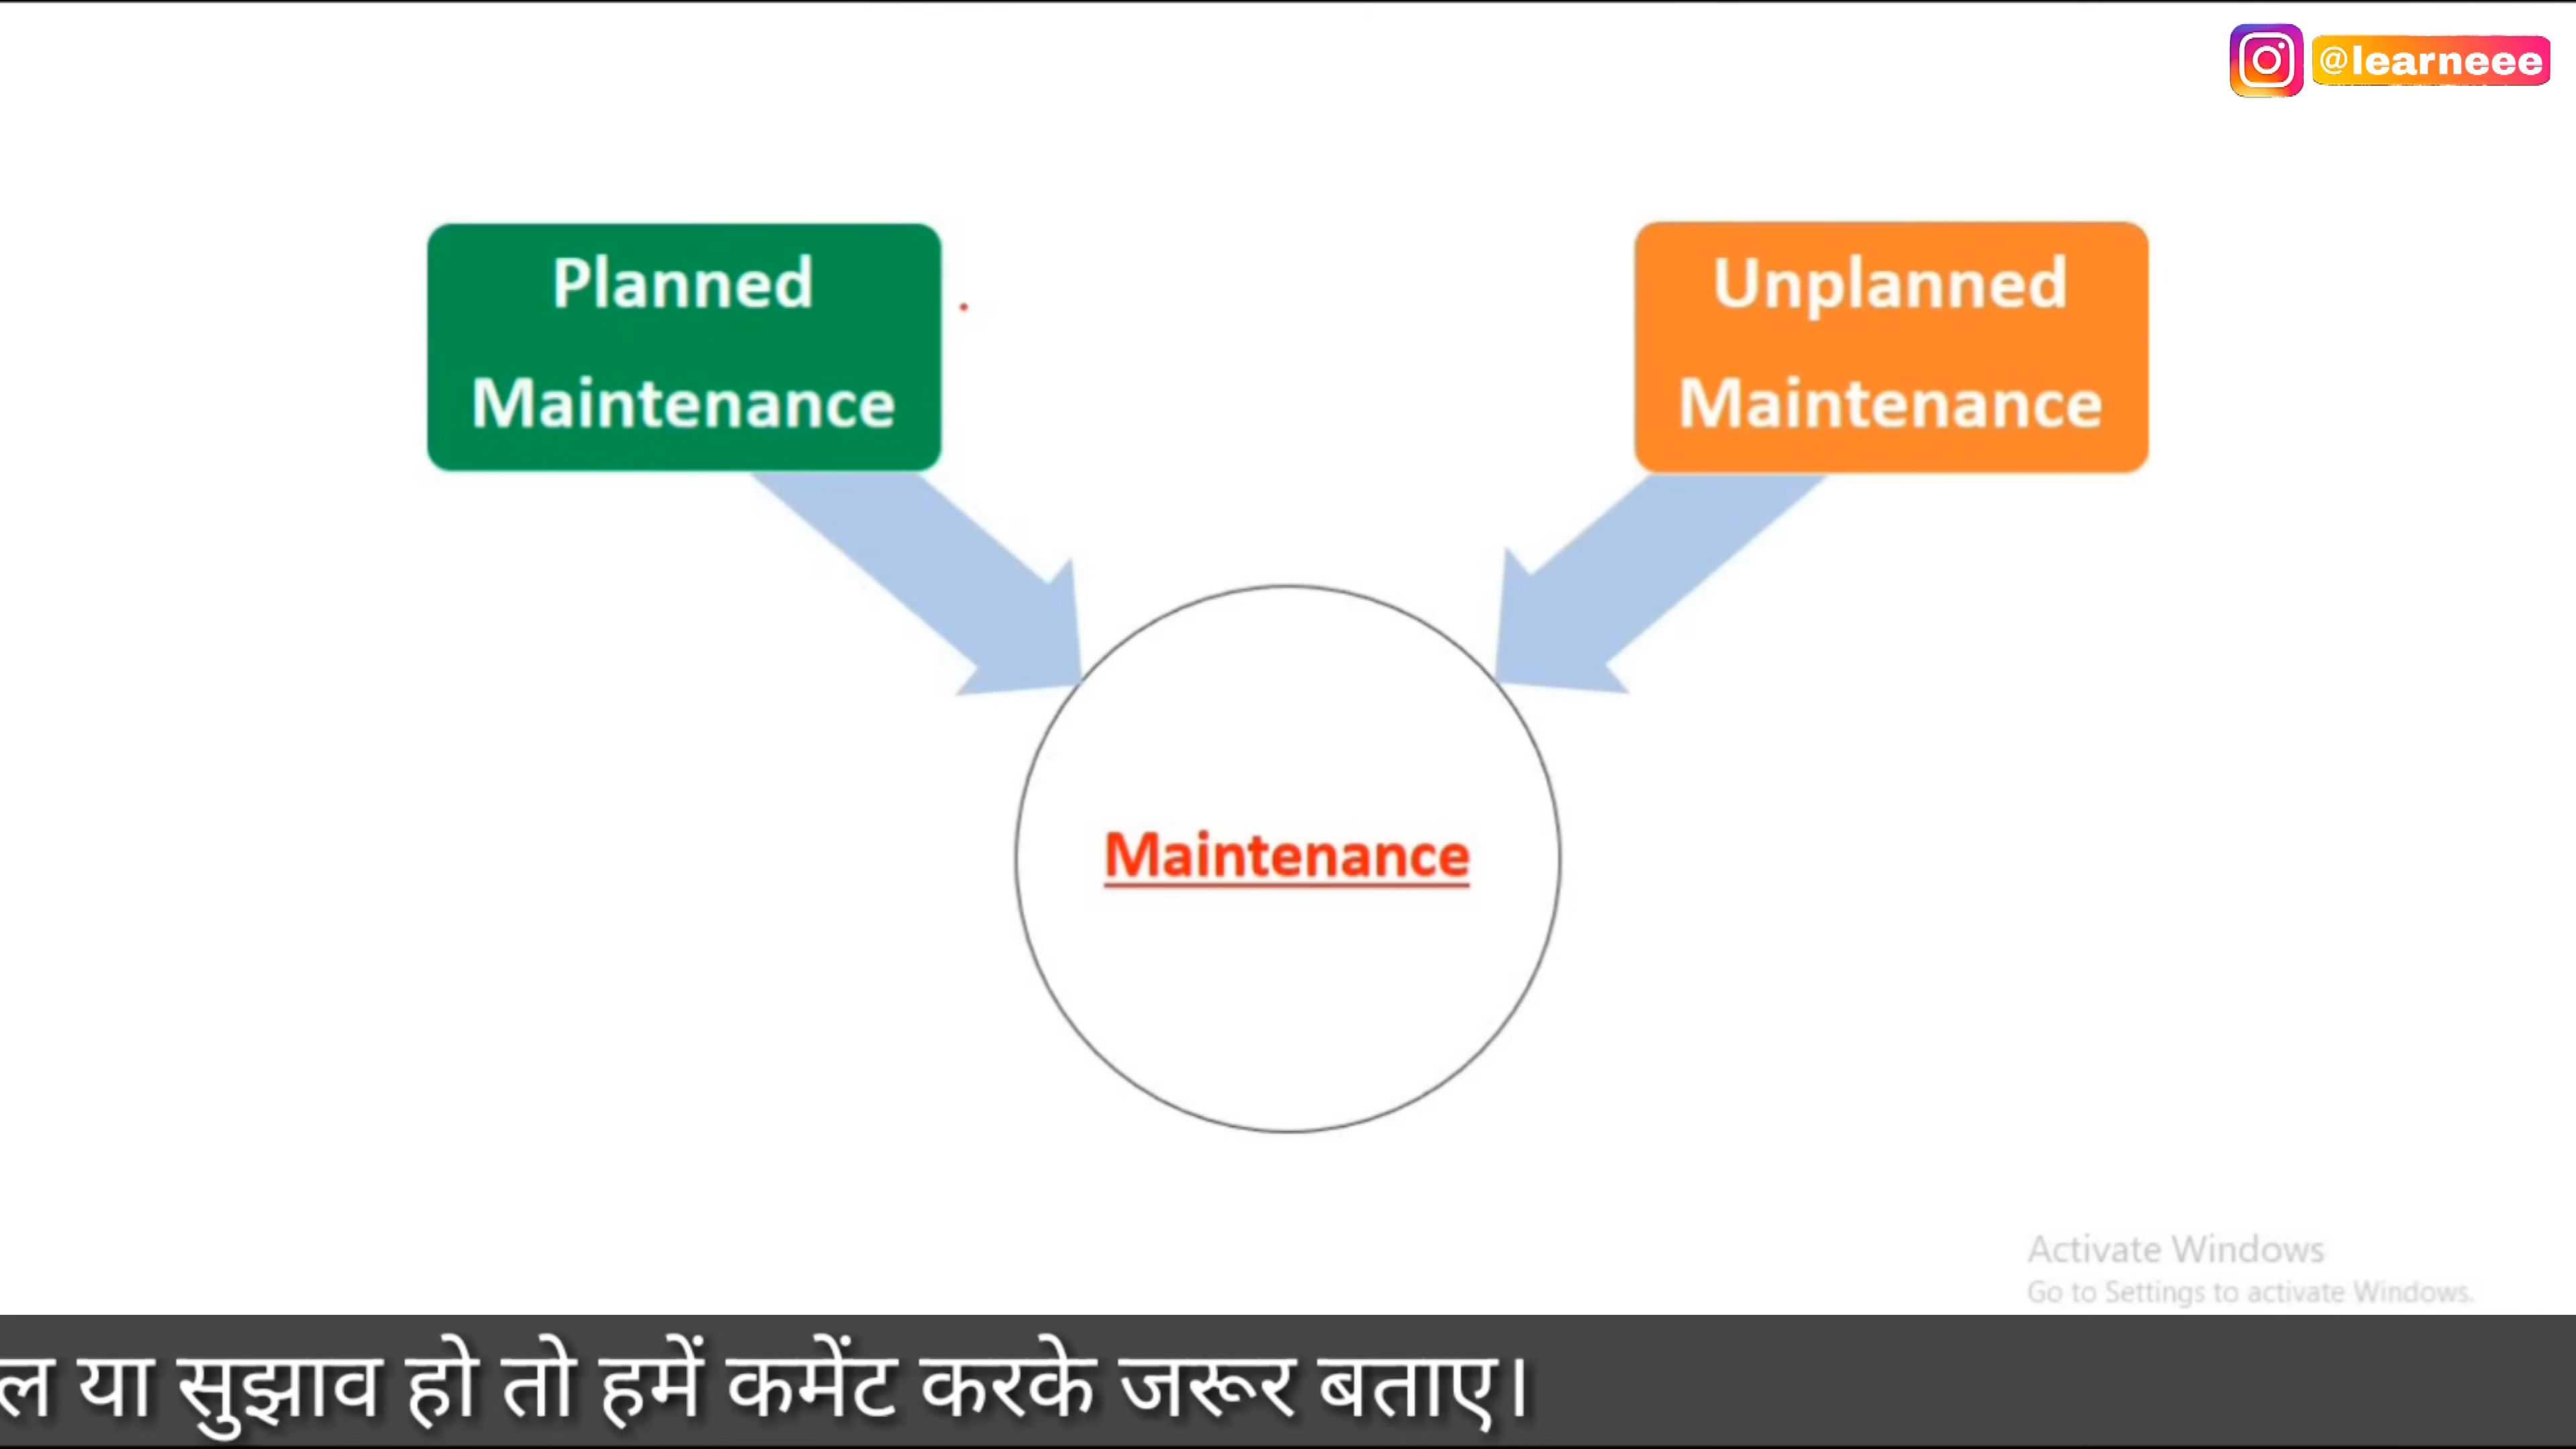 @learneee
Planned
Maintenance
Unplanned
Maintenance
Maintenance
Activate Windows
Go to Settings to activate Windows.
या सुझाव हो तो हमें कमेंट करके जरूर बताए।